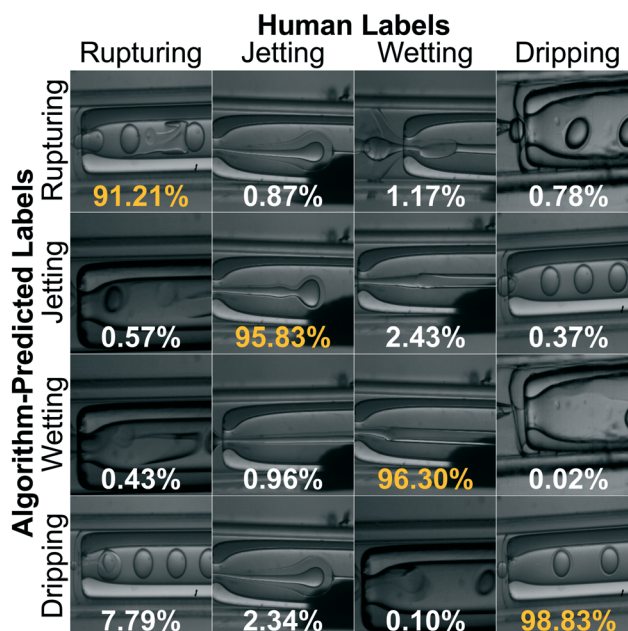 Human Labels
Rupturing Jetting Wetting Dripping
Algorithm-Predicted Labels
Rupturing
91.21% 0.87% 1.17% 0.78%
Jetting
0.57% 95.83% 2.43% 0.37%
Wetting
0.43% 0.96% 96.30% 0.02%
Dripping
7.79% 2.34% 0.10% 98.83%